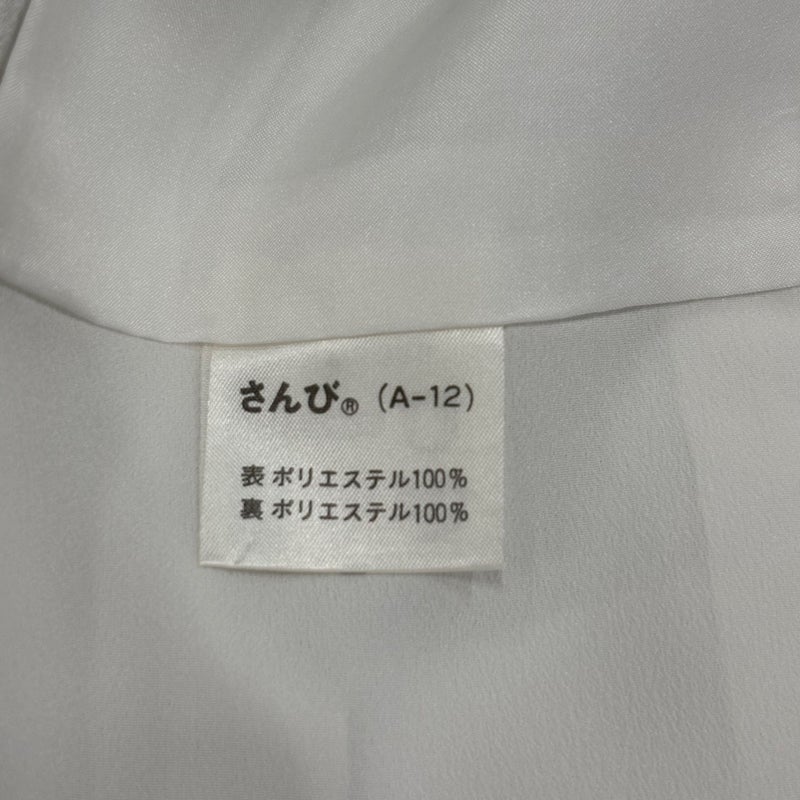 さんび® (A-12)
表 ポリエステル100%
裏 ポリエステル100%